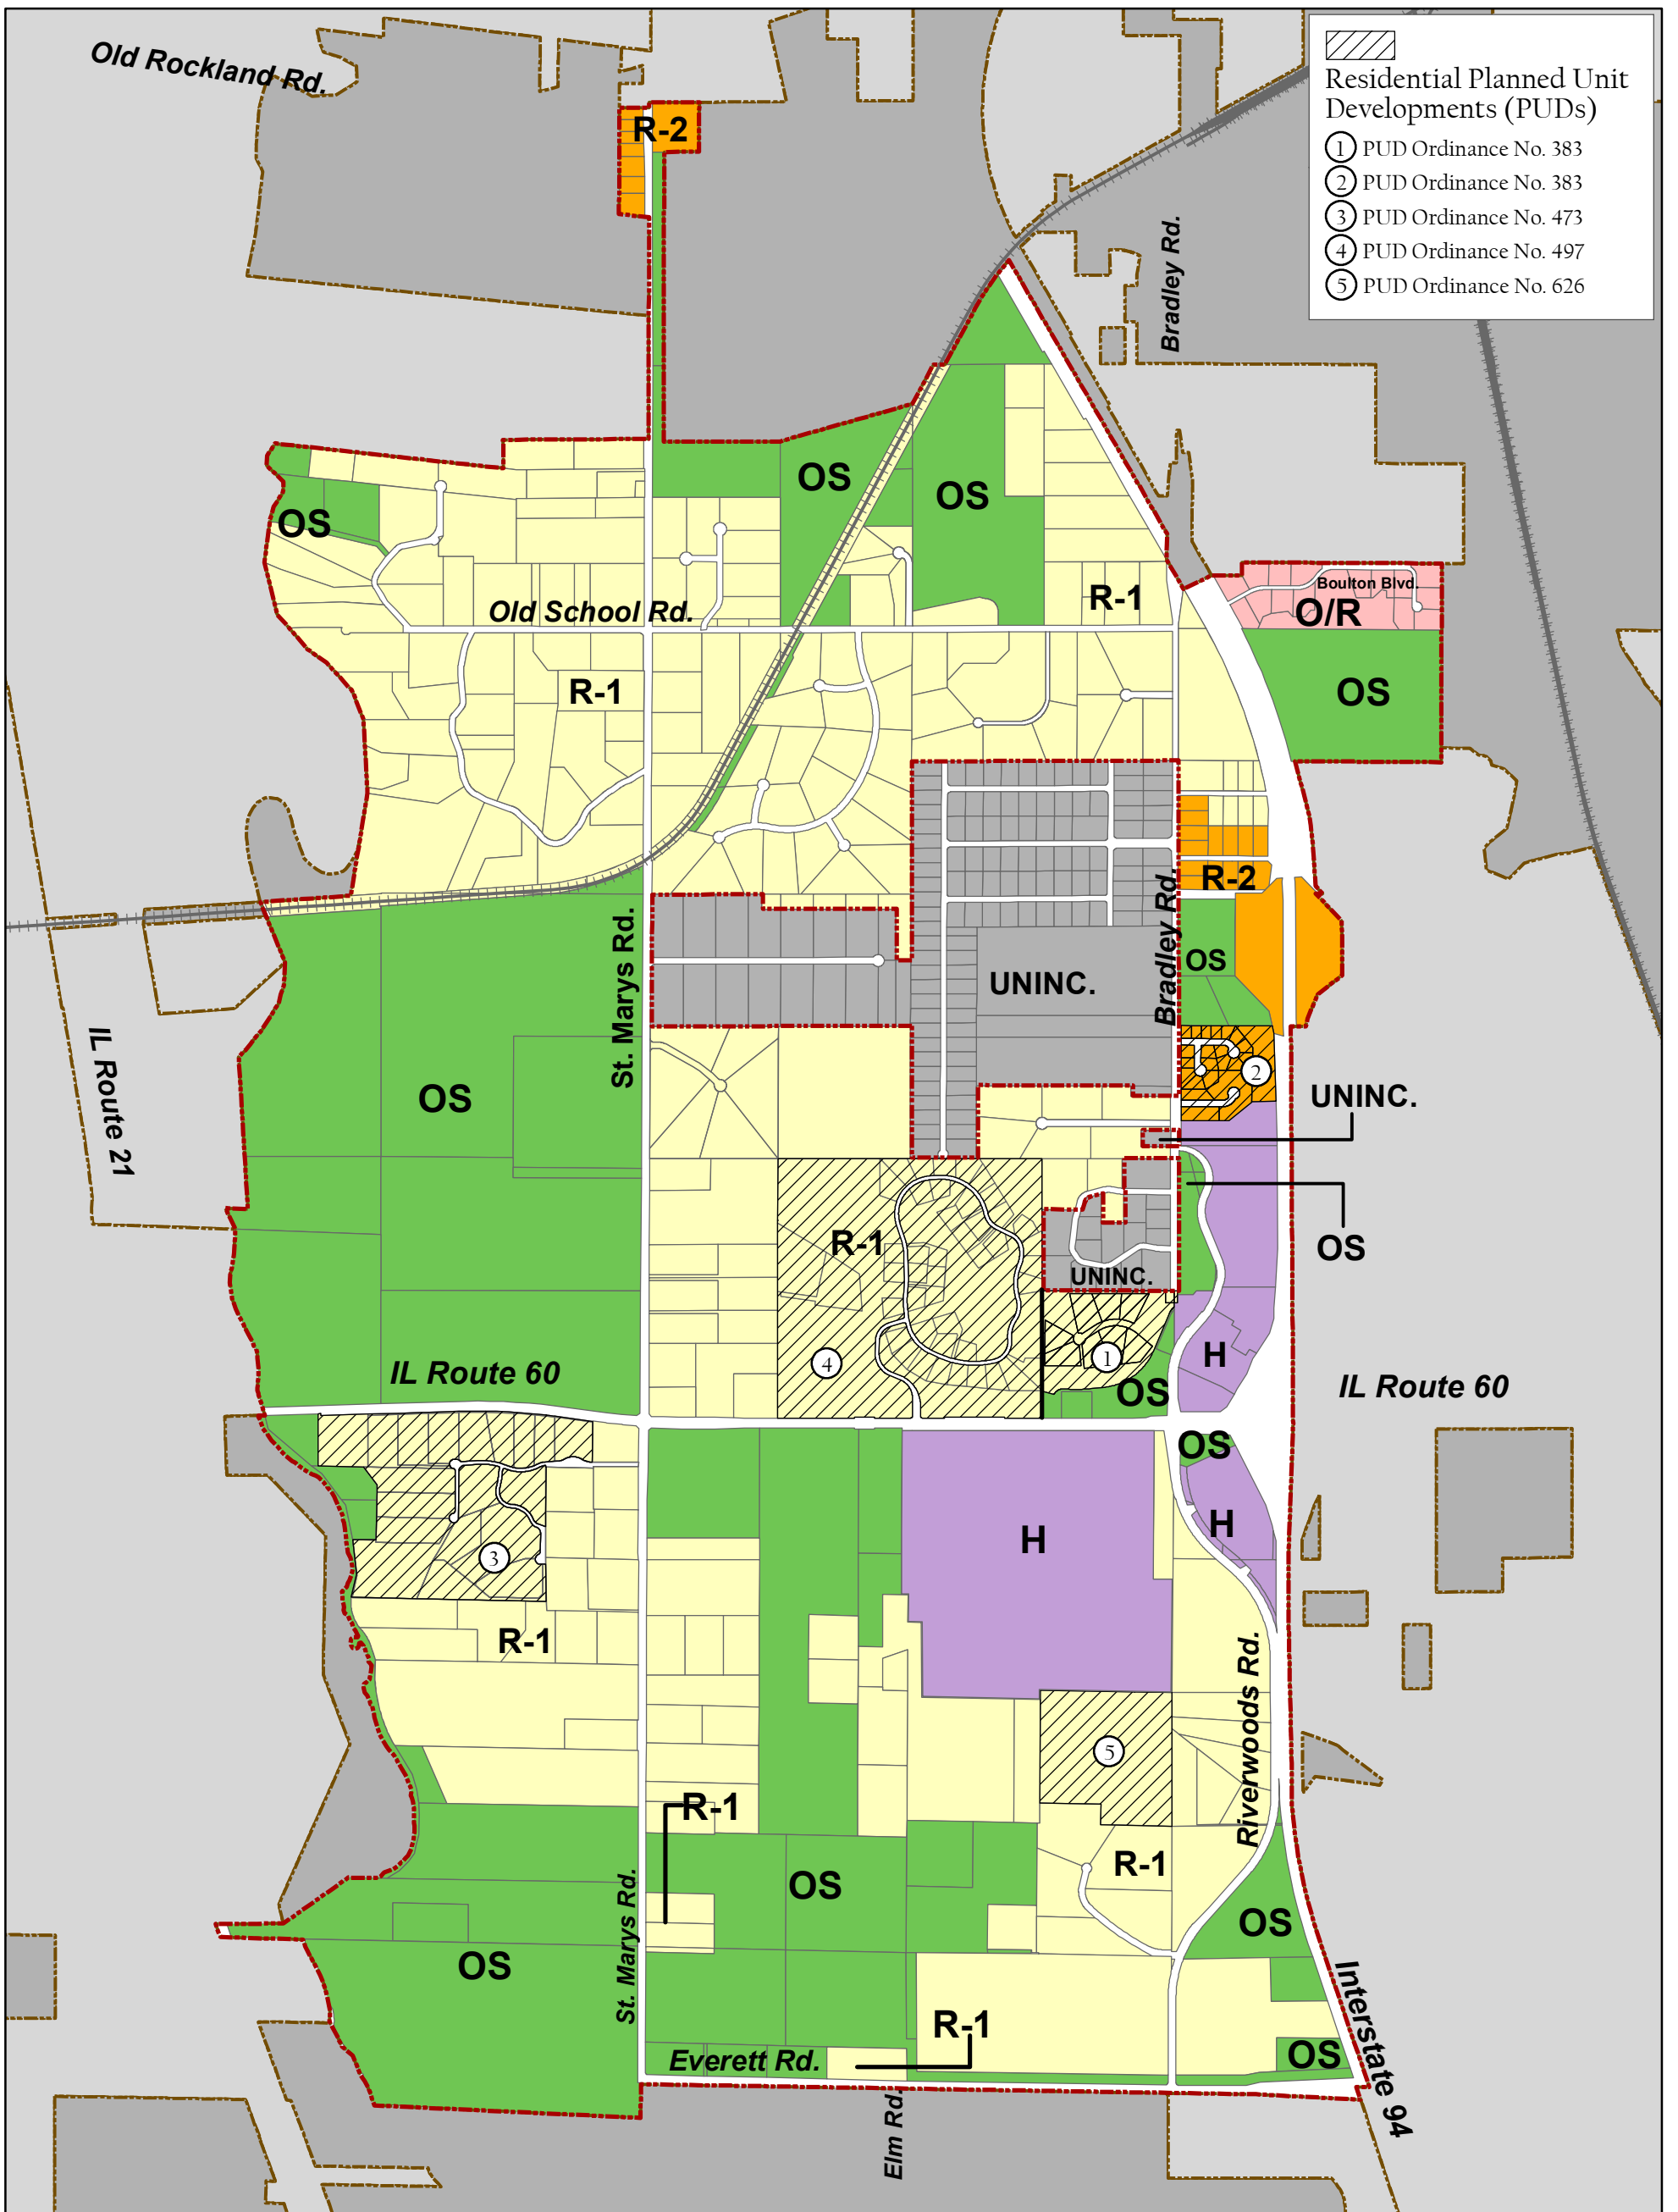 Old Rockland Rd.
R-2
Residential Planned Unit
Developments (PUDs)
1 PUD Ordinance No. 383
2 PUD Ordinance No. 383
3 PUD Ordinance No. 473
4 PUD Ordinance No. 497
5 PUD Ordinance No. 626
Bradley Rd.
OS
OS
OS
Boulton Blvd.
R-1
O/R
Old School Rd.
R-1
OS
R-2
St. Marys Rd.
Bradley Rd.
OS
UNINC.
IL Route 21
OS
2
UNINC.
R-1
OS
UNINC.
4
1
H
IL Route 60
OS
IL Route 60
OS
H
H
3
R-1
Riverwoods Rd.
5
R-1
R-1
OS
St. Marys Rd.
OS
OS
Interstate 94
R-1
Everett Rd.
OS
Elm Rd.